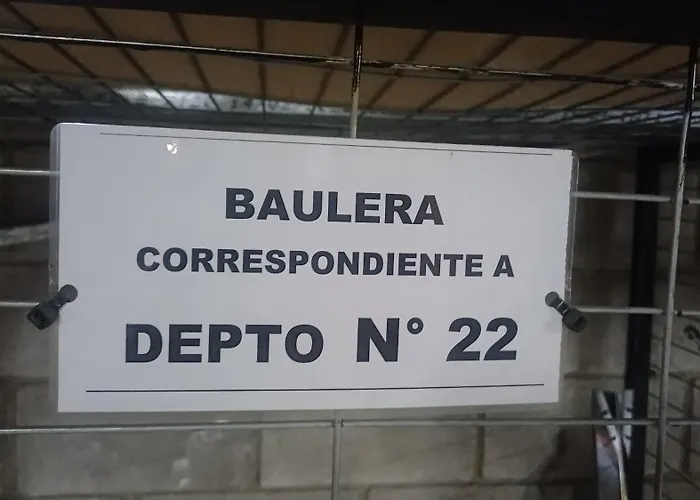 BAULERA
CORRESPONDIENTE A
DEPTO N° 22